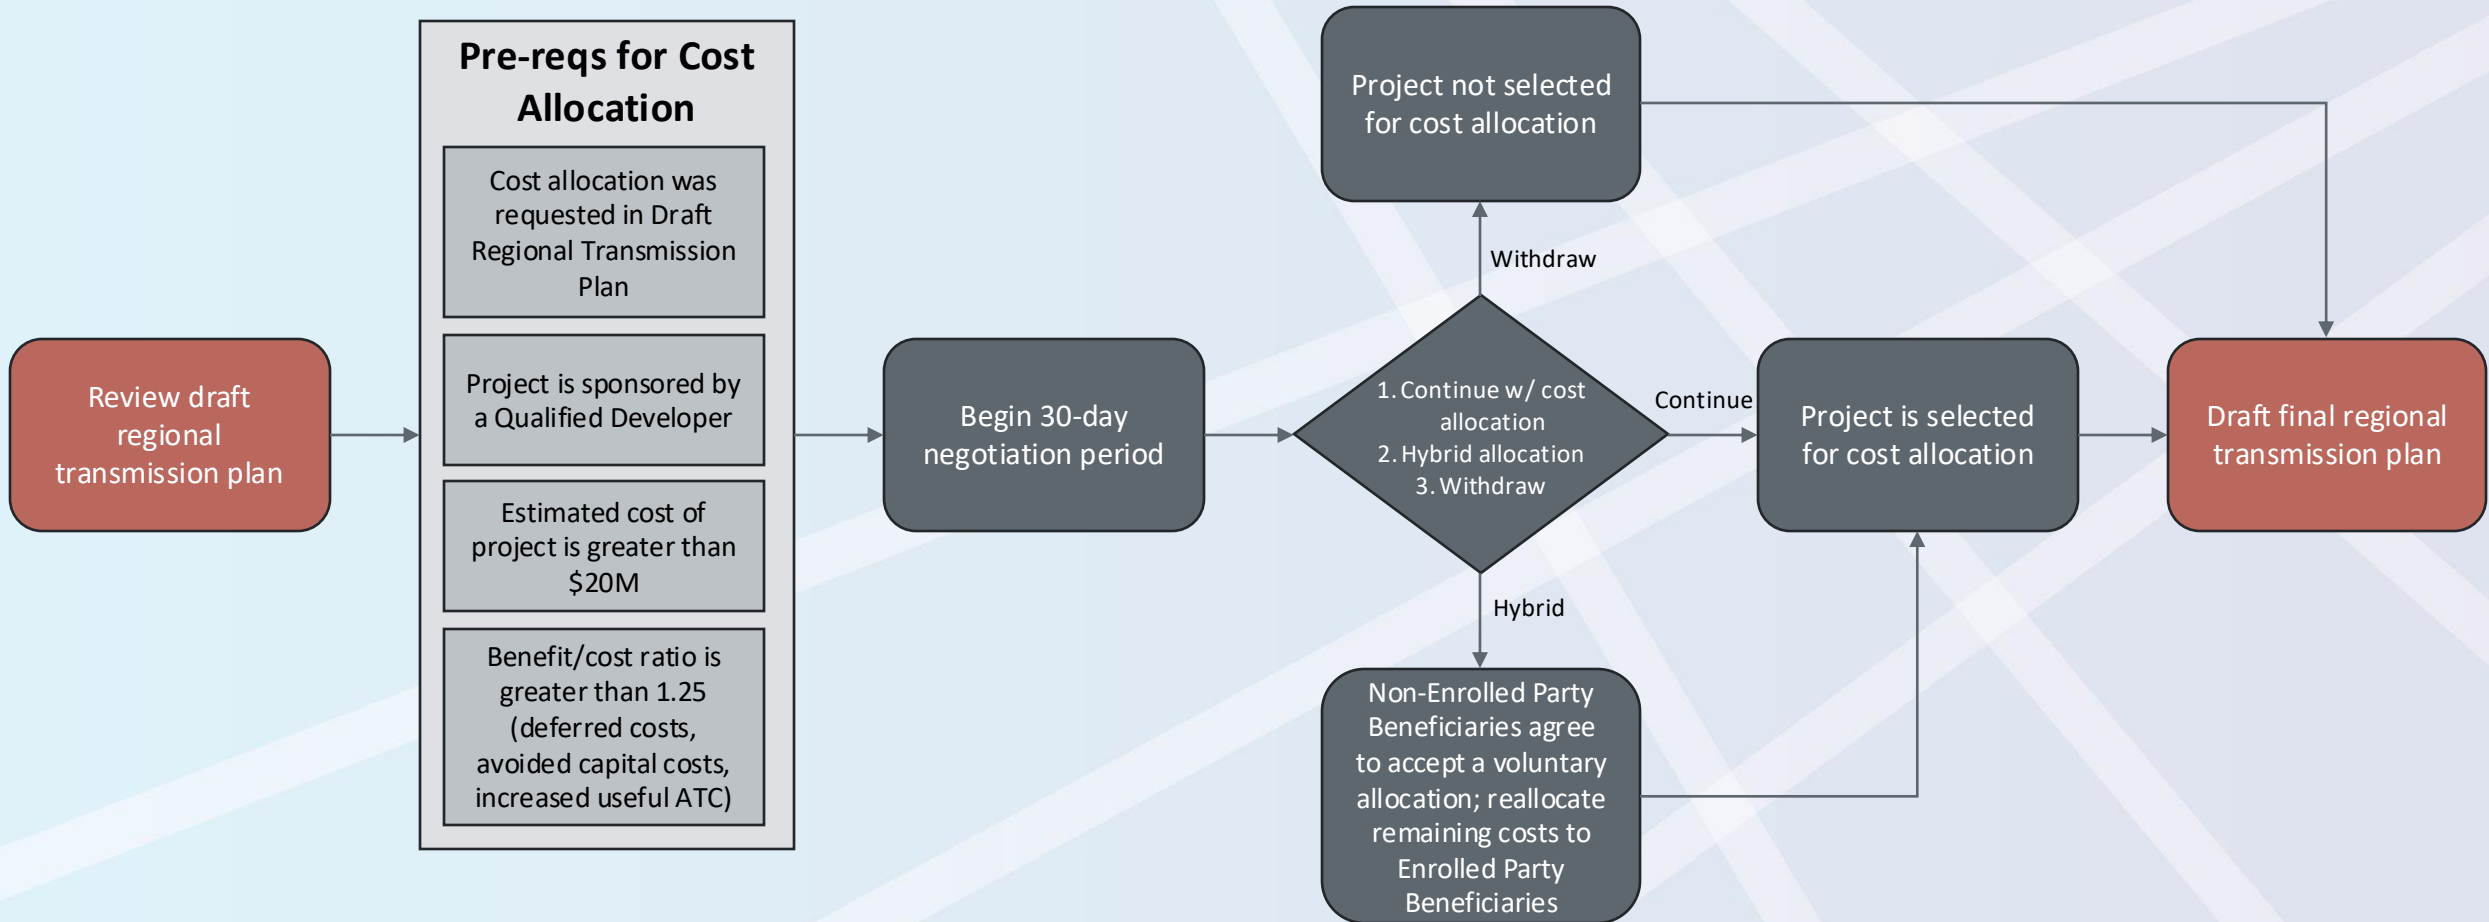 Review draft
regional
transmission plan
Pre-reqs for Cost
Allocation
Cost allocation was
requested in Draft
Regional Transmission
Plan
Project is sponsored by
a Qualified Developer
Estimated cost of
project is greater than
$20M
Benefit/cost ratio is
greater than 1.25
(deferred costs,
avoided capital costs,
increased useful ATC)
Begin 30-day
negotiation period
1. Continue w/ cost
allocation
2. Hybrid allocation
3. Withdraw
Withdraw
Project not selected
for cost allocation
Continue
Project is selected
for cost allocation
Hybrid
Non-Enrolled Party
Beneficiaries agree
to accept a voluntary
allocation; reallocate
remaining costs to
Enrolled Party
Beneficiaries
Draft final regional
transmission plan